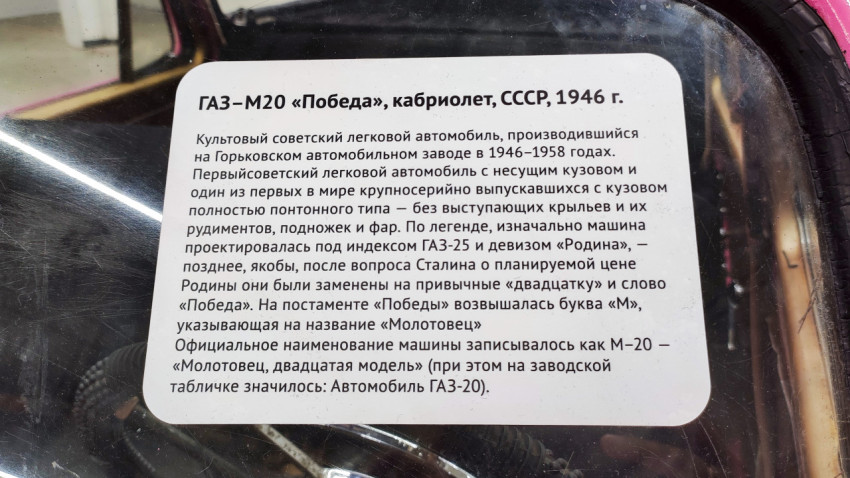 ГАЗ–М20 «Победа», кабриолет, СССР, 1946 г.
Культовый советский легковой автомобиль, производившийся
на Горьковском автомобильном заводе в 1946–1958 годах.
Первыйсоветский легковой автомобиль с несущим кузовом и
один из первых в мире крупносерийно выпускавшихся с кузовом
полностью понтонного типа — без выступающих крыльев и их
рудиментов, подножек и фар. По легенде, изначально машина
проектировалась под индексом ГАЗ-25 и девизом «Родина», —
позднее, якобы, после вопроса Сталина о планируемой цене
Родины они были заменены на привычные «двадцатку» и слово
«Победа». На постаменте «Победы» возвышалась буква «М»,
указывающая на название «Молотовец»
Официальное наименование машины записывалось как М–20 —
«Молотовец, двадцатая модель» (при этом на заводской
табличке значилось: Автомобиль ГАЗ-20).